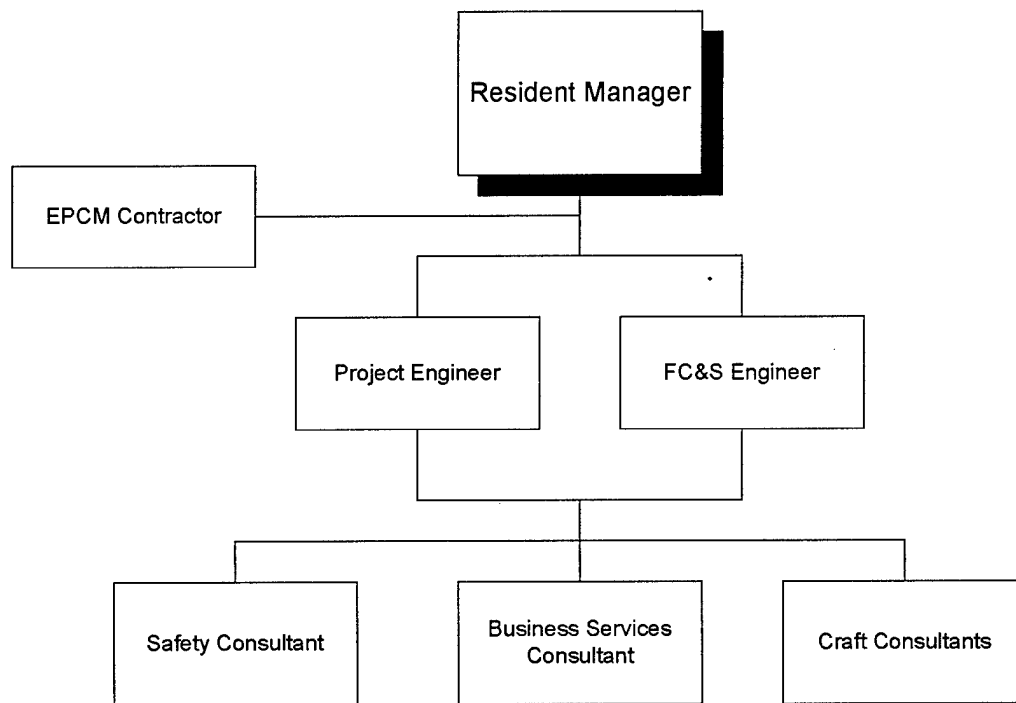 Resident Manager
EPCM Contractor
Project Engineer
FC&S Engineer
Safety Consultant
Business Services
Consultant
Craft Consultants